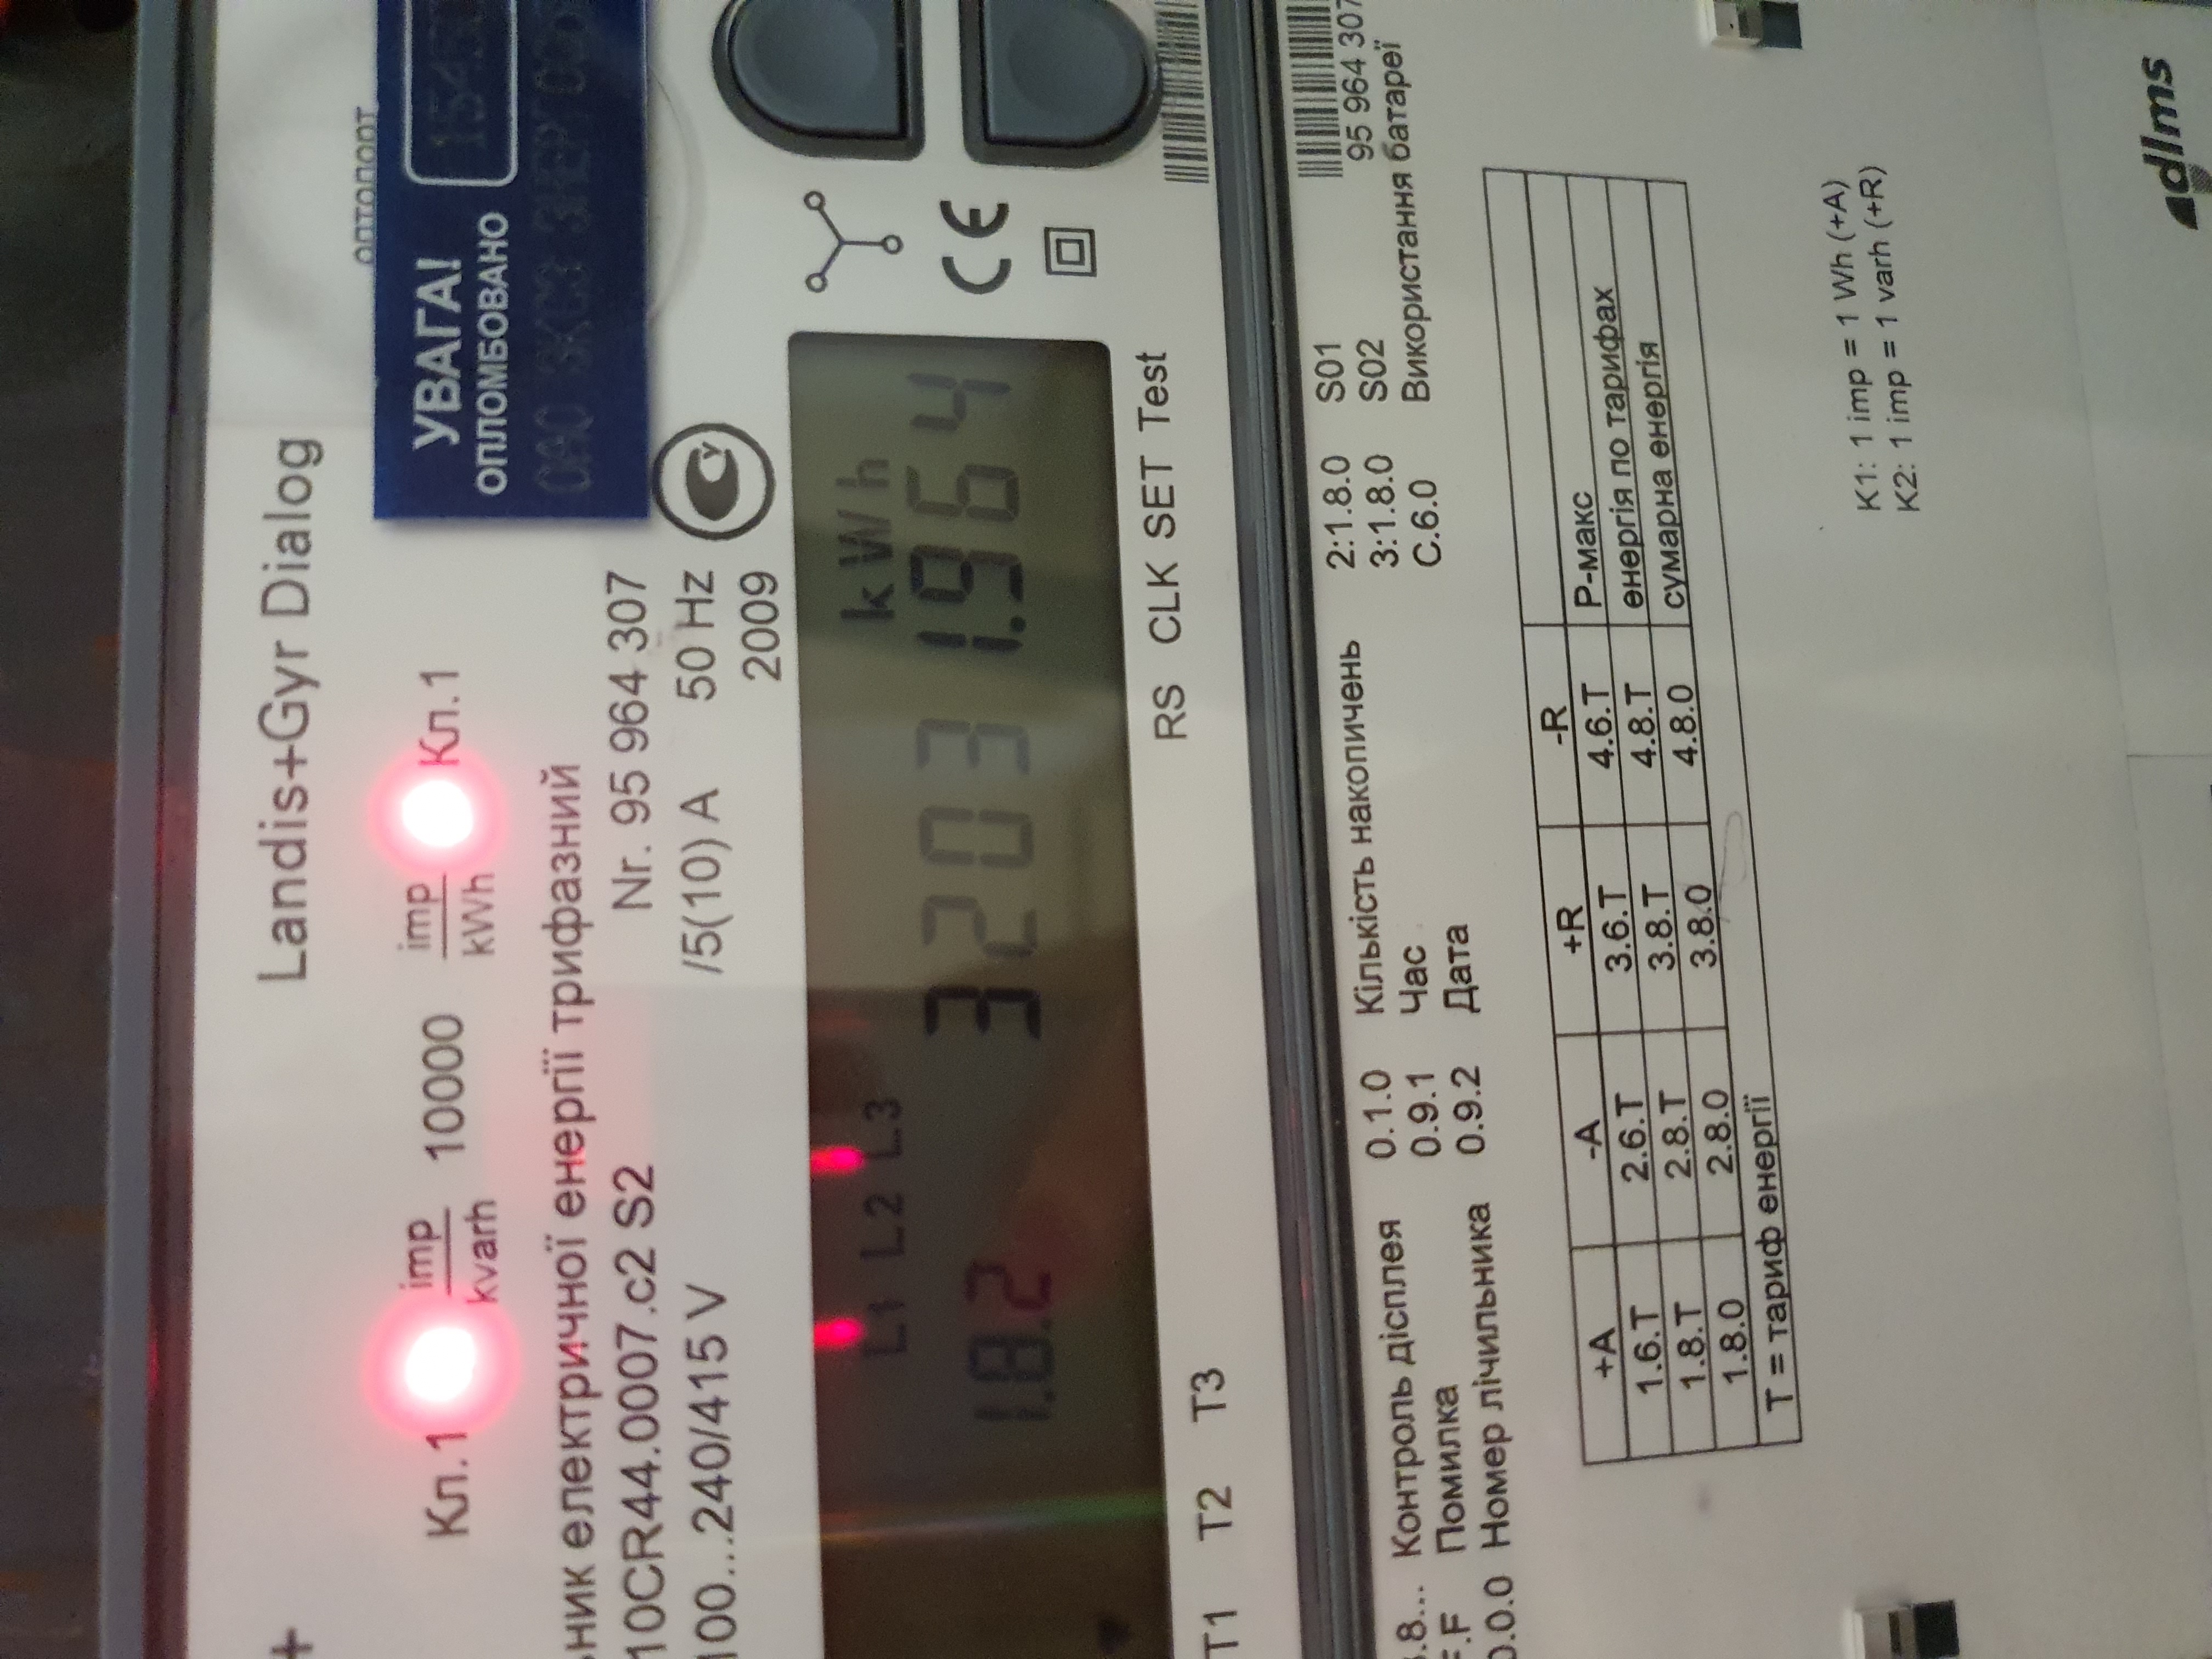 +
Landis+Gyr Dialog
оптопорт
Кл.1 imp/kvarh 10000 imp/kWh Кл.1
УВАГА!
ОПЛОМБОВАНО
ьник електричної енергії трифазний
10CR44.0007.c2 S2 Nr. 95 964 307
100...240/415 V /5(10) A 50 Hz
2009
L1 L2 L3 kWh
1.8.2 32031.964
CE
RS CLK SET Test
T1 T2 T3
.8... Контроль дісплея 0.1.0 Кількість накопичень 2:1.8.0 S01
F.F Помилка 0.9.1 Час 3:1.8.0 S02
0.0.0 Номер лічильника 0.9.2 Дата C.6.0 Використання батареї
95 964 307
+A -A +R -R
1.6.T 2.6.T 3.6.T 4.6.T Р-макс
1.8.T 2.8.T 3.8.T 4.8.T енергія по тарифах
1.8.0 2.8.0 3.8.0 4.8.0 сумарна енергія
T = тариф енергії
K1: 1 imp = 1 Wh (+A)
K2: 1 imp = 1 varh (+R)
dlms